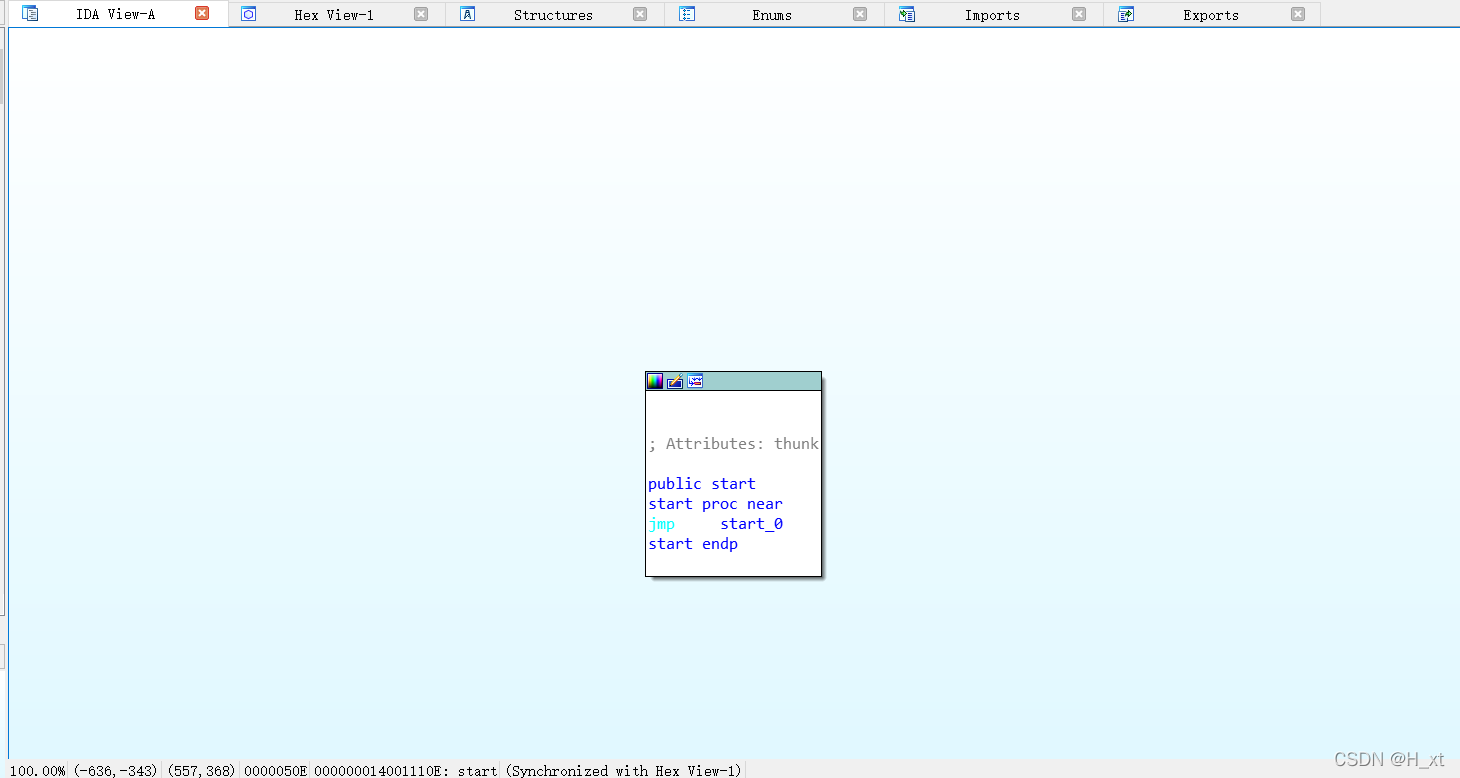 IDA View-A Hex View-1 Structures Enums Imports Exports
; Attributes: thunk
public start
start proc near
jmp start_0
start endp
100.00% (-636,-343) (557,368) 0000050E 000000014001110E: start (Synchronized with Hex View-1)
CSDN @H_xt